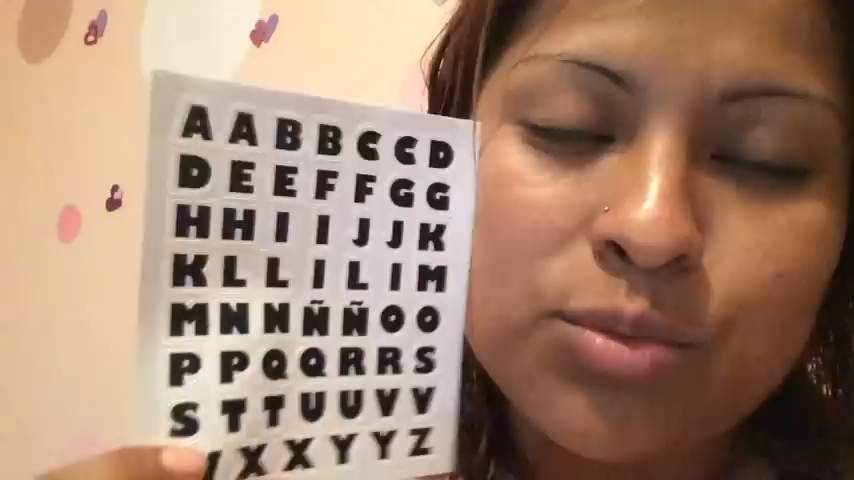 A A B B C C D
D E E F F G G
H H I I J J K
K L L I L I M
M N N Ñ Ñ O O
P P Q Q R R S
S T T U U V V
X X Y Y Z